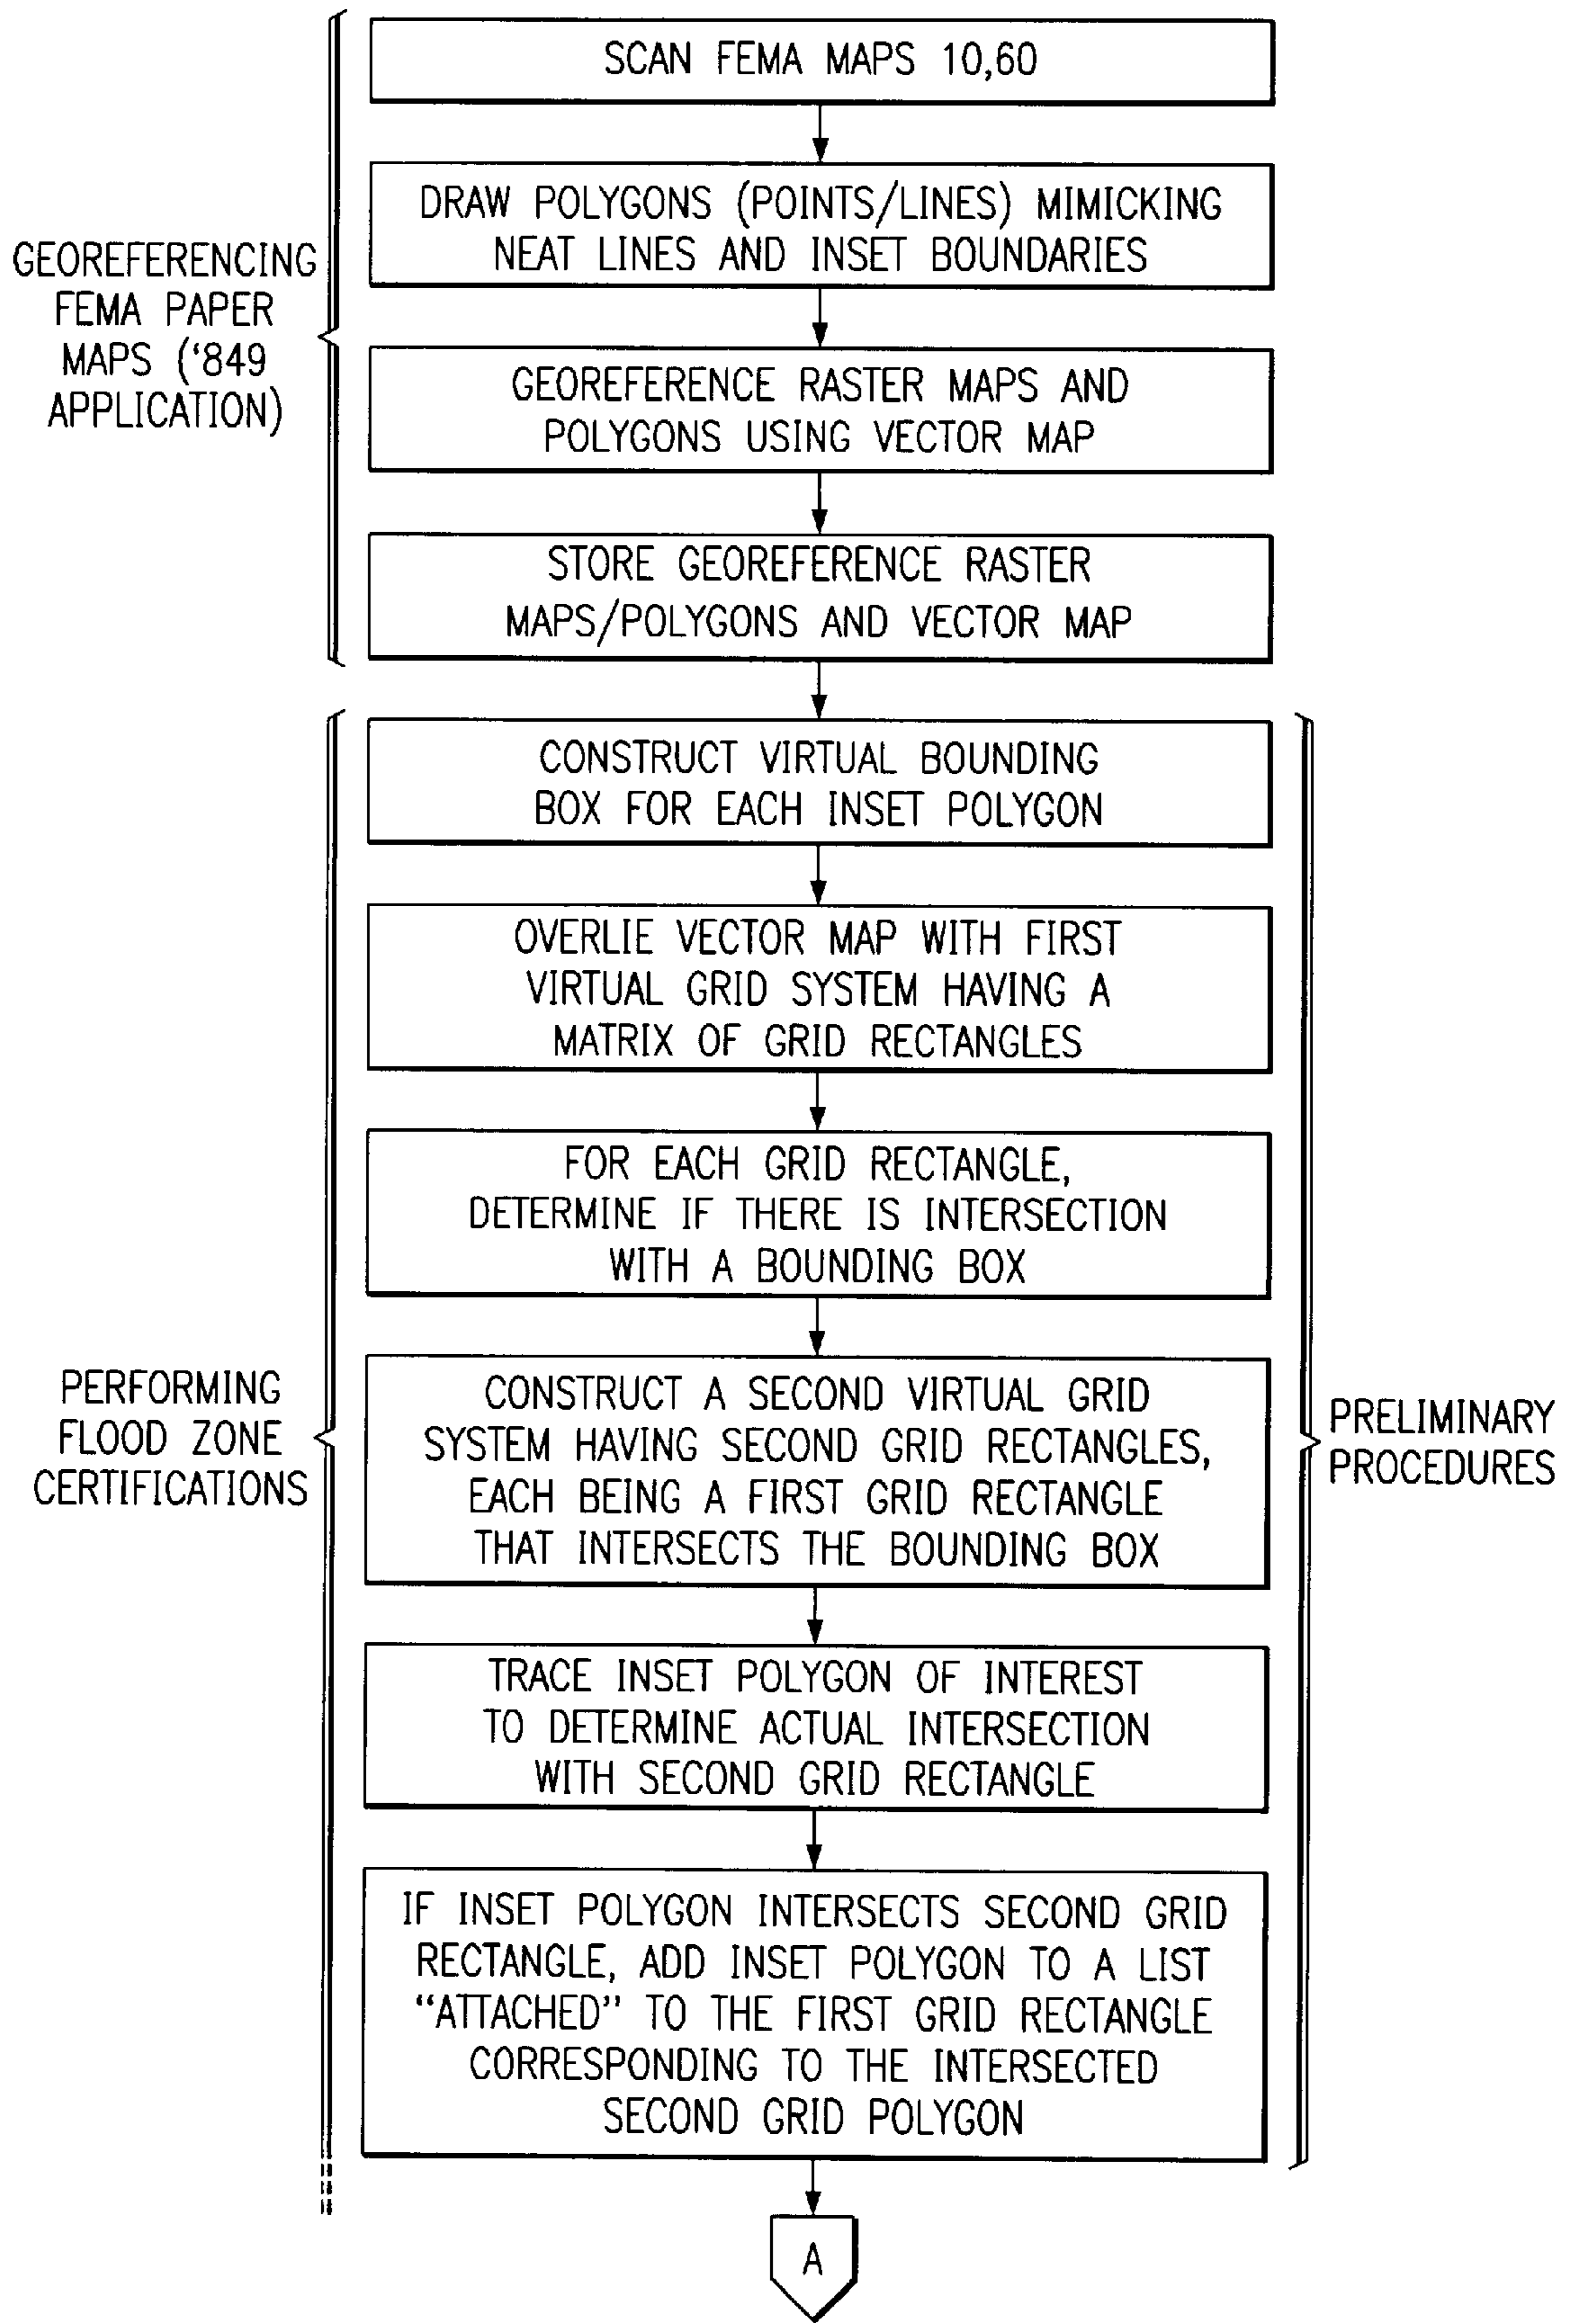 SCAN FEMA MAPS 10,60
DRAW POLYGONS (POINTS/LINES) MIMICKING
NEAT LINES AND INSET BOUNDARIES
GEOREFERENCING
FEMA PAPER
MAPS ('849
APPLICATION)
GEOREFERENCE RASTER MAPS AND
POLYGONS USING VECTOR MAP
STORE GEOREFERENCE RASTER
MAPS/POLYGONS AND VECTOR MAP
CONSTRUCT VIRTUAL BOUNDING
BOX FOR EACH INSET POLYGON
OVERLIE VECTOR MAP WITH FIRST
VIRTUAL GRID SYSTEM HAVING A
MATRIX OF GRID RECTANGLES
FOR EACH GRID RECTANGLE,
DETERMINE IF THERE IS INTERSECTION
WITH A BOUNDING BOX
PERFORMING
FLOOD ZONE
CERTIFICATIONS
CONSTRUCT A SECOND VIRTUAL GRID
SYSTEM HAVING SECOND GRID RECTANGLES,
EACH BEING A FIRST GRID RECTANGLE
THAT INTERSECTS THE BOUNDING BOX
PRELIMINARY
PROCEDURES
TRACE INSET POLYGON OF INTEREST
TO DETERMINE ACTUAL INTERSECTION
WITH SECOND GRID RECTANGLE
IF INSET POLYGON INTERSECTS SECOND GRID
RECTANGLE, ADD INSET POLYGON TO A LIST
“ATTACHED” TO THE FIRST GRID RECTANGLE
CORRESPONDING TO THE INTERSECTED
SECOND GRID POLYGON
A